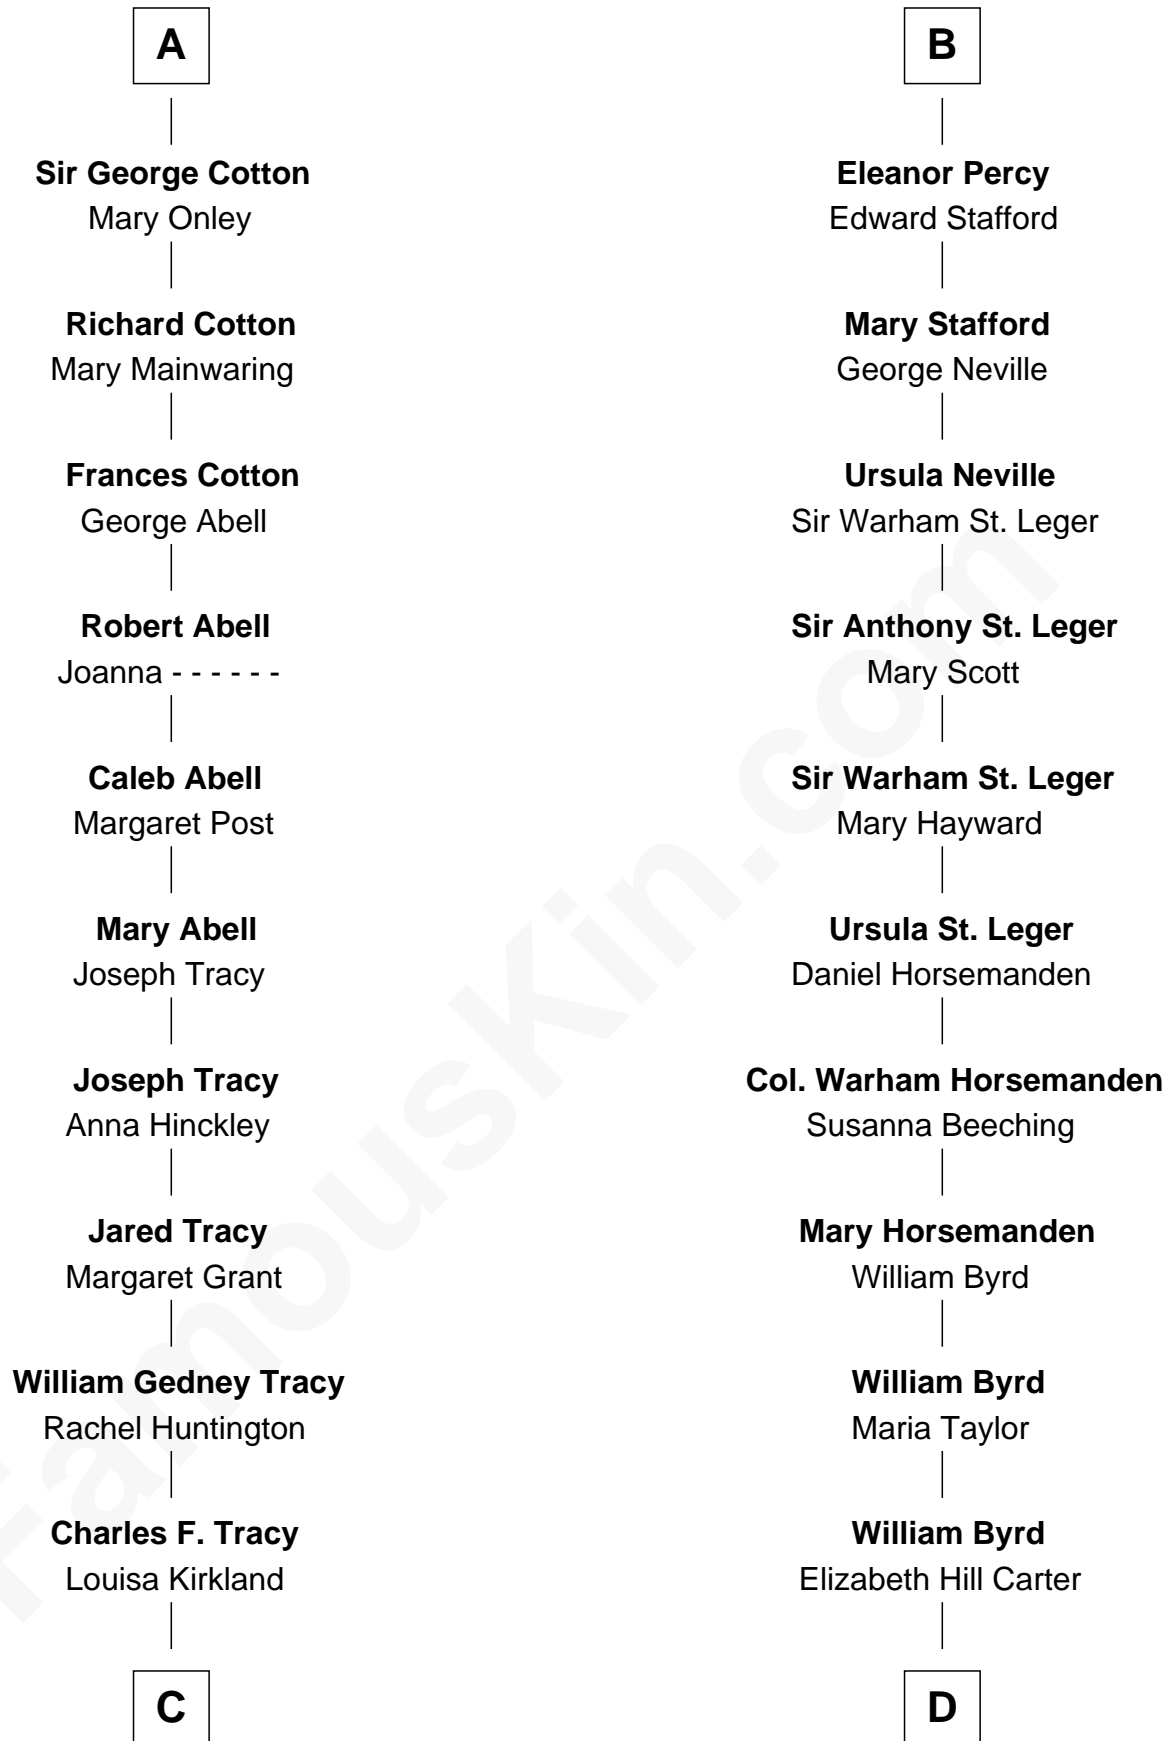 A
Sir George Cotton
Mary Onley
Richard Cotton
Mary Mainwaring
Frances Cotton
George Abell
Robert Abell
Joanna - - - - - -
Caleb Abell
Margaret Post
Mary Abell
Joseph Tracy
Joseph Tracy
Anna Hinckley
Jared Tracy
Margaret Grant
William Gedney Tracy
Rachel Huntington
Charles F. Tracy
Louisa Kirkland
C
B
Eleanor Percy
Edward Stafford
Mary Stafford
George Neville
Ursula Neville
Sir Warham St. Leger
Sir Anthony St. Leger
Mary Scott
Sir Warham St. Leger
Mary Hayward
Ursula St. Leger
Daniel Horsemanden
Col. Warham Horsemanden
Susanna Beeching
Mary Horsemanden
William Byrd
William Byrd
Maria Taylor
William Byrd
Elizabeth Hill Carter
D
FamousKin.com